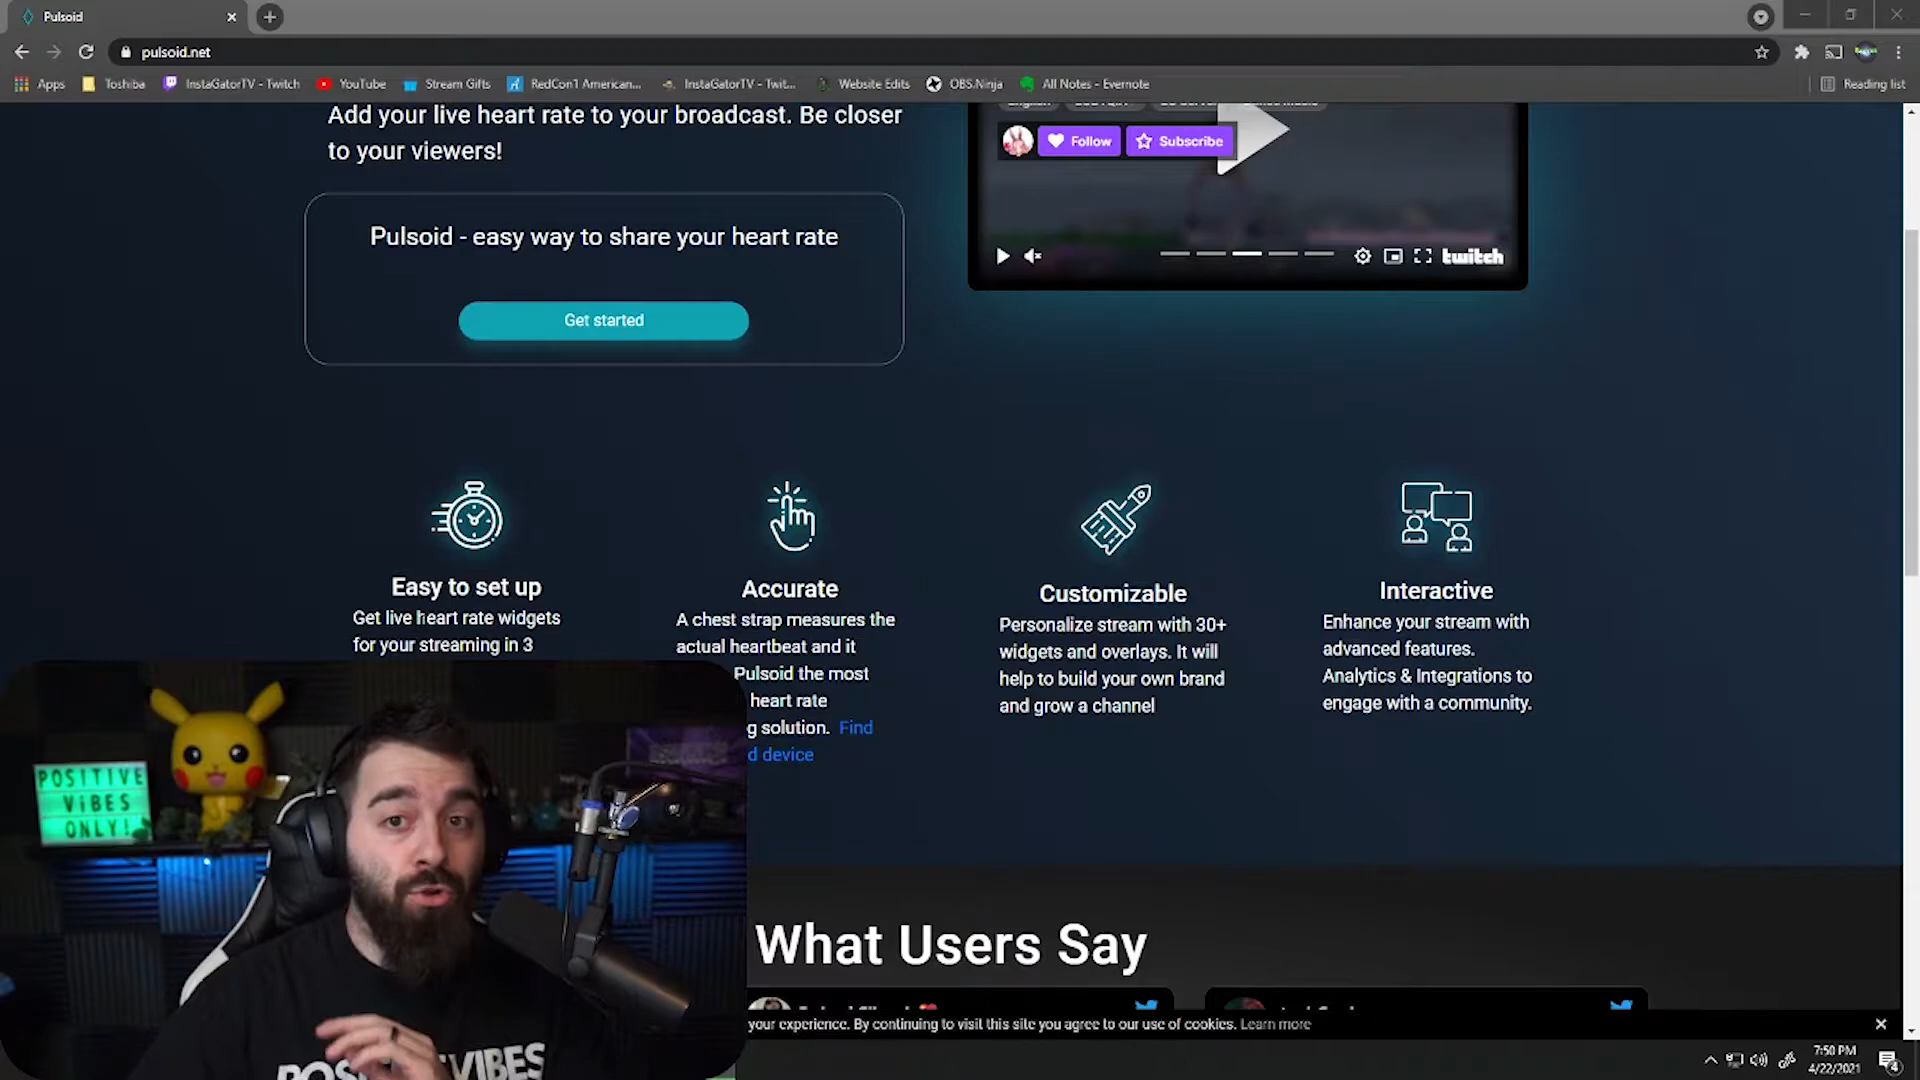 Pulsoid
pulsoid.net
Apps
Toshiba
InstaGatorTV - Twitch
YouTube
Stream Gifts
RedCon1 American...
InstaGatorTV - Twit...
Website Edits
OBS.Ninja
All Notes - Evernote
Reading list
Add your live heart rate to your broadcast. Be closer
to your viewers!
English
Follow
Subscribe
twitch
Pulsoid - easy way to share your heart rate
Get started
Easy to set up
Get live heart rate widgets
for your streaming in 3
Accurate
A chest strap measures the
actual heartbeat and it
Pulsoid the most
heart rate
g solution. Find
d device
Customizable
Personalize stream with 30+
widgets and overlays. It will
help to build your own brand
and grow a channel
Interactive
Enhance your stream with
advanced features.
Analytics & Integrations to
engage with a community.
POSITIVE
ViBES
ONLY!
What Users Say
your experience. By continuing to visit this site you agree to our use of cookies. Learn more
7:50 PM
4/22/2021
4